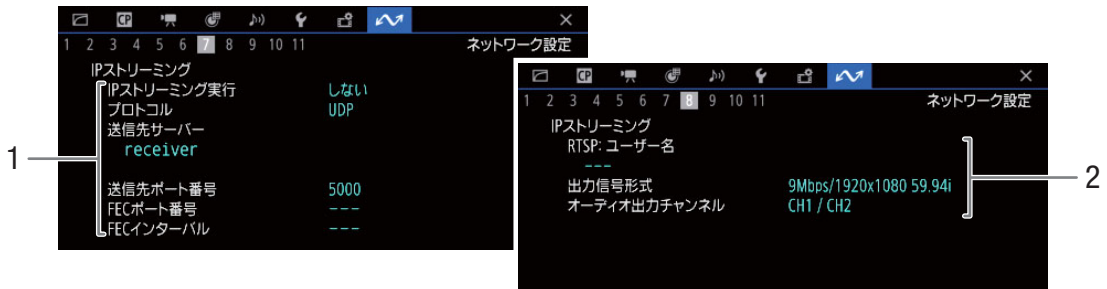 CP
1 2 3 4 5 6 7 8 9 10 11 ネットワーク設定
IPストリーミング
IPストリーミング実行 しない
プロトコル UDP
送信先サーバー
receiver
送信先ポート番号 5000
FECポート番号 ---
FECインターバル ---
1
CP
1 2 3 4 5 6 7 8 9 10 11 ネットワーク設定
IPストリーミング
RTSP: ユーザー名
---
出力信号形式 9Mbps/1920x1080 59.94i
オーディオ出力チャンネル CH1 / CH2
2